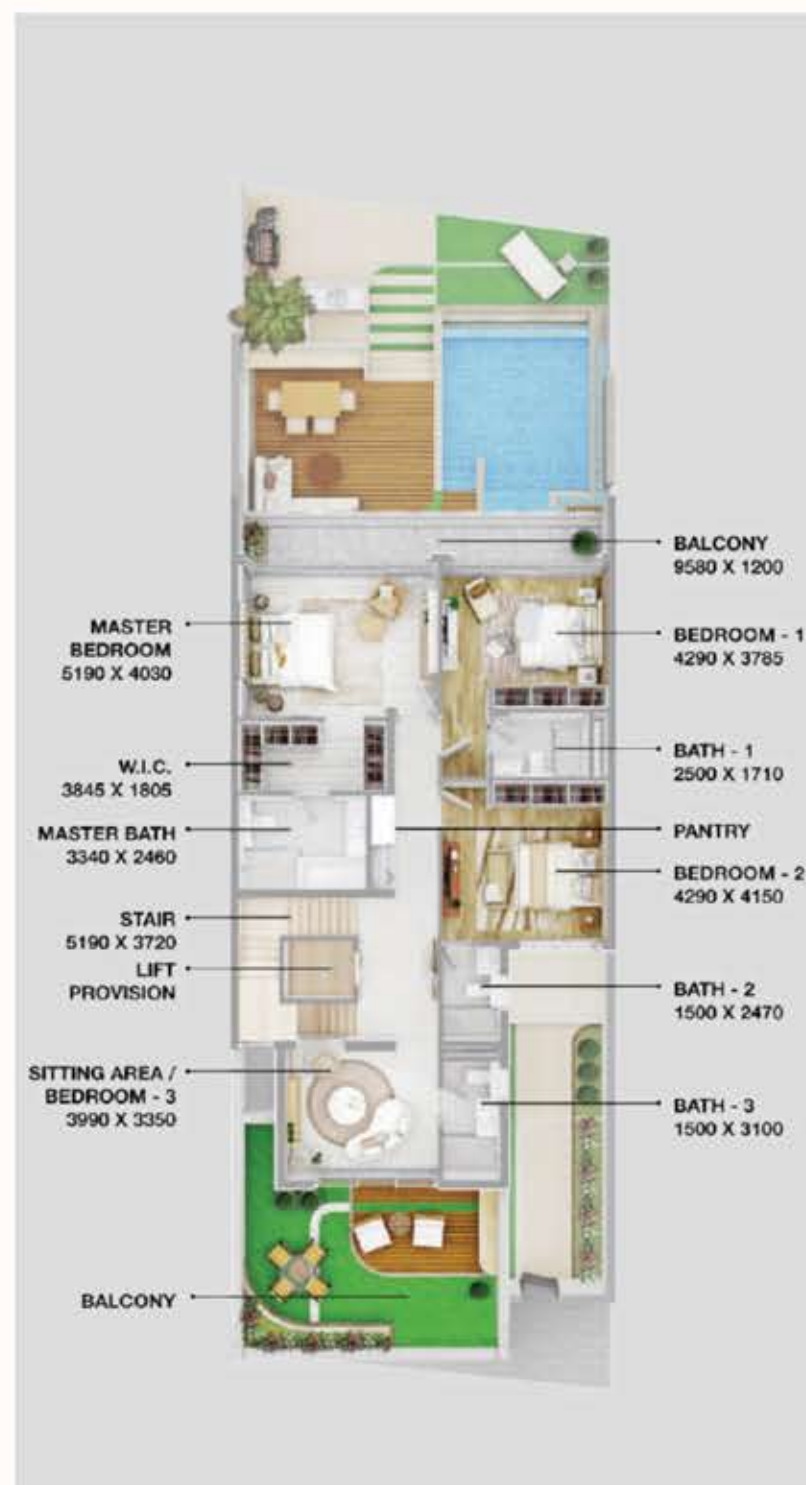 BALCONY
9580 X 1200
MASTER
BEDROOM
5190 X 4030
BEDROOM - 1
4290 X 3785
W.I.C.
3845 X 1805
BATH - 1
2500 X 1710
MASTER BATH
3340 X 2460
PANTRY
BEDROOM - 2
4290 X 4150
STAIR
5190 X 3720
LIFT
PROVISION
BATH - 2
1500 X 2470
SITTING AREA /
BEDROOM - 3
3990 X 3350
BATH - 3
1500 X 3100
BALCONY